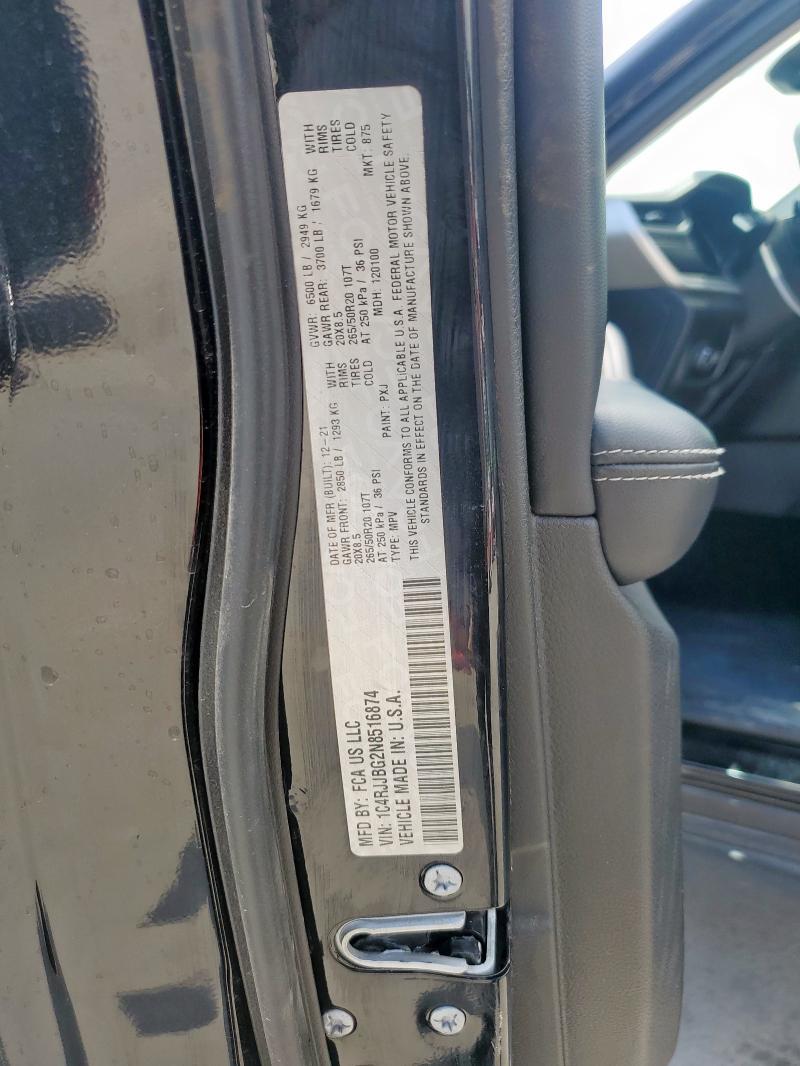 MFD BY: FCA US LLC
VIN: 1C4RJJBG2N8516874
VEHICLE MADE IN: U.S.A.
DATE OF MFR (BUILT): 12-21
GAWR FRONT: 2850 LB / 1293 KG WITH
20X8.5 RIMS
265/50R20 107T TIRES
AT 250 kPa / 36 PSI COLD
TYPE: MPV PAINT: PXJ
GVWR: 6500 LB / 2949 KG
GAWR REAR: 3700 LB / 1679 KG WITH
20X8.5 RIMS
265/50R20 107T TIRES
AT 250 kPa / 36 PSI COLD
MDH: 120100 MKT: 875
THIS VEHICLE CONFORMS TO ALL APPLICABLE U.S.A. FEDERAL MOTOR VEHICLE SAFETY
STANDARDS IN EFFECT ON THE DATE OF MANUFACTURE SHOWN ABOVE.